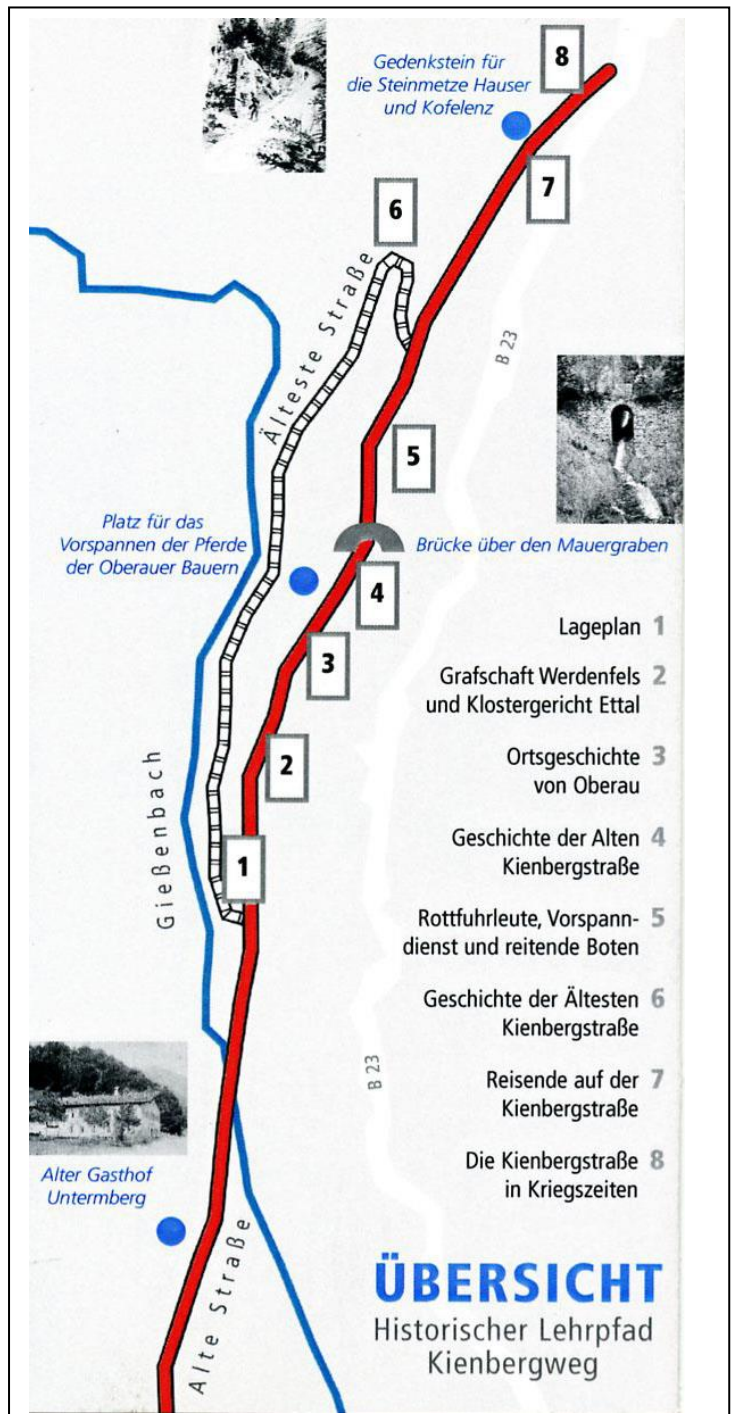 Gedenkstein für
die Steinmetze Hauser
und Kofelenz
8
7
6
Älteste Straße
B 23
5
Platz für das
Vorspannen der Pferde
der Oberauer Bauern
Brücke über den Mauergraben
4
3
2
1
Gießenbach
Lageplan 1
Grafschaft Werdenfels 2
und Klostergericht Ettal
Ortsgeschichte 3
von Oberau
Geschichte der Alten 4
Kienbergstraße
Rottfuhrleute, Vorspann- 5
dienst und reitende Boten
Geschichte der Ältesten 6
Kienbergstraße
Reisende auf der 7
Kienbergstraße
Die Kienbergstraße 8
in Kriegszeiten
B 23
Alter Gasthof
Untermberg
Alte Straße
ÜBERSICHT
Historischer Lehrpfad
Kienbergweg